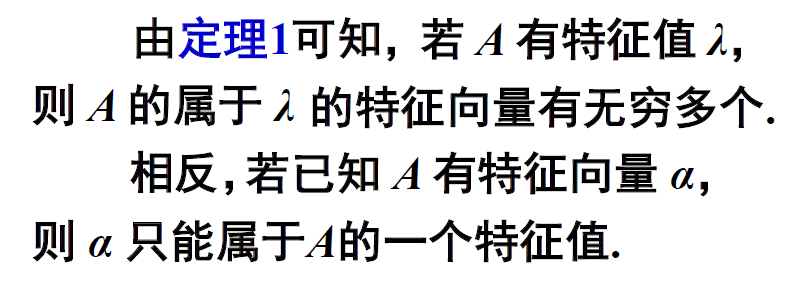 由定理1可知，若 A 有特征值 λ，
则 A 的属于 λ 的特征向量有无穷多个.
相反，若已知 A 有特征向量 α，
则 α 只能属于A的一个特征值.